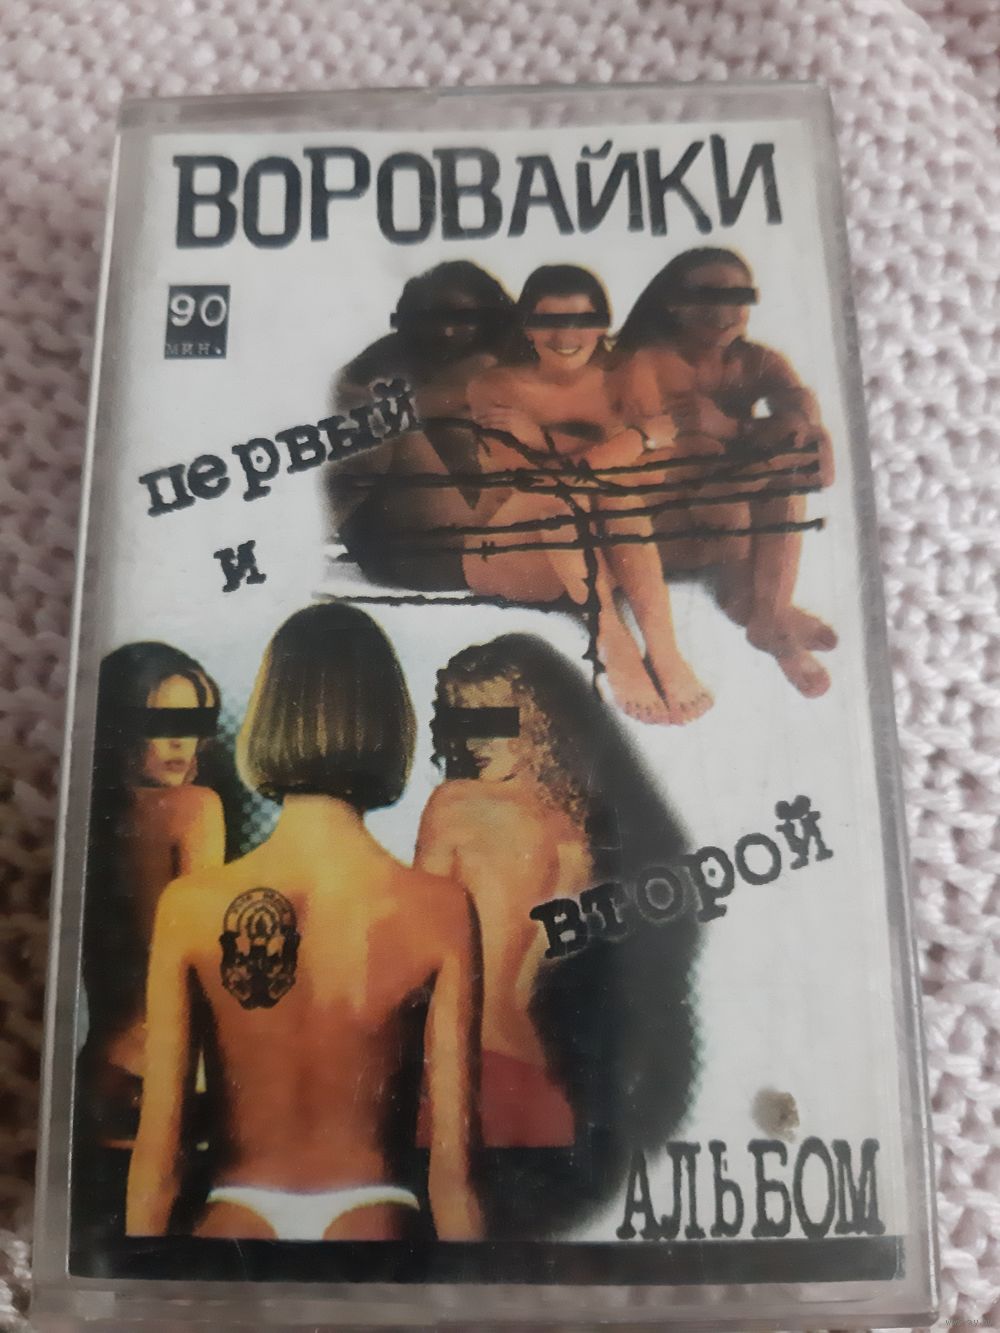 ВОРОВАЙКИ
90
МИН.
первый
и
второй
АЛЬБОМ